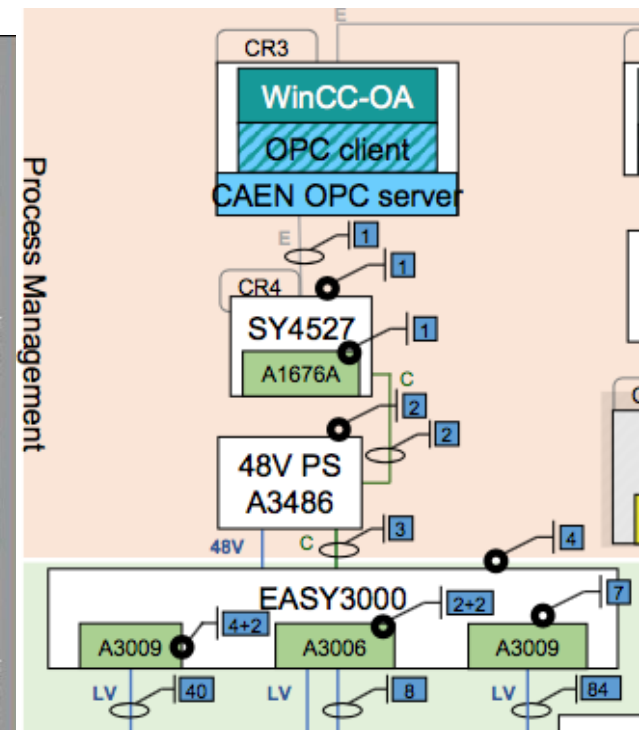 E
CR3
WinCC-OA
OPC client
CAEN OPC server
Process Management
E
1
1
CR4
SY4527
1
A1676A
C
2
2
48V PS
A3486
3
48V
C
4
EASY3000
7
4+2
2+2
A3009
A3006
A3009
LV
40
LV
8
LV
84